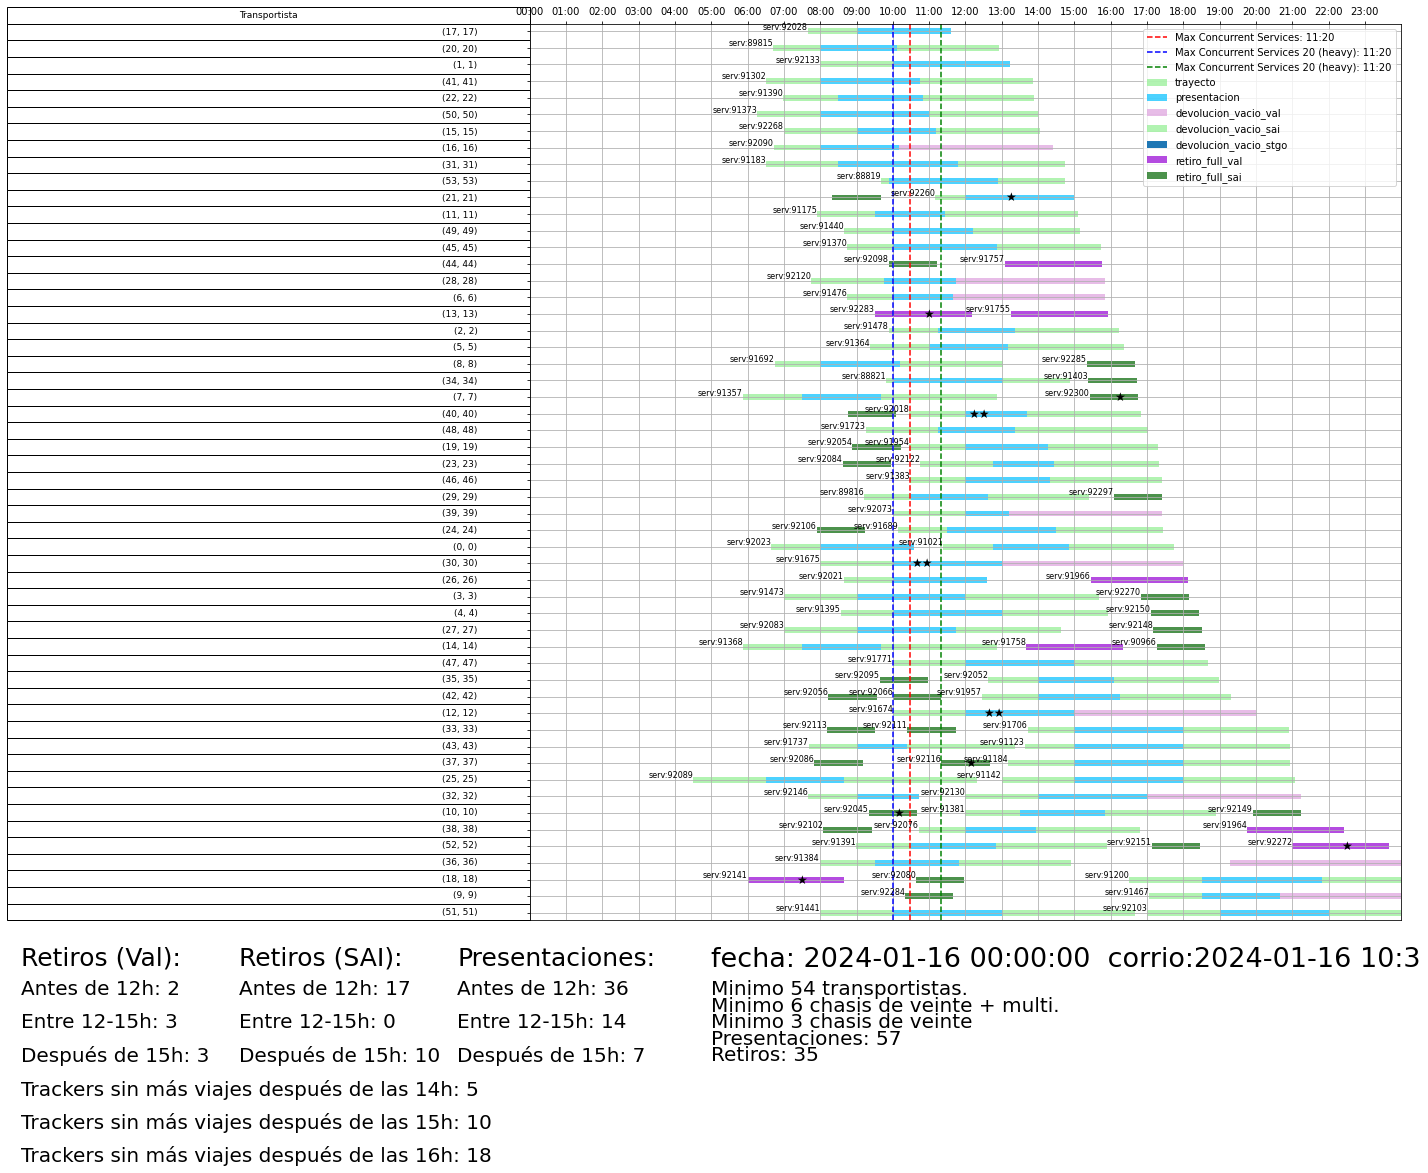 Transportista
00:00 01:00 02:00 03:00 04:00 05:00 06:00 07:00 08:00 09:00 10:00 11:00 12:00 13:00 14:00 15:00 16:00 17:00 18:00 19:00 20:00 21:00 22:00 23:00
Max Concurrent Services: 11:20
Max Concurrent Services 20 (heavy): 11:20
Max Concurrent Services 20 (heavy): 11:20
trayecto
presentacion
devolucion_vacio_val
devolucion_vacio_sai
devolucion_vacio_stgo
retiro_full_val
retiro_full_sai
(17, 17) serv:92028
(20, 20) serv:89815
(1, 1) serv:92133
(41, 41) serv:91302
(22, 22) serv:91390
(50, 50) serv:91373
(15, 15) serv:92268
(16, 16) serv:92090
(31, 31) serv:91183
(53, 53) serv:88819
(21, 21) serv:92260
(11, 11) serv:91175
(49, 49) serv:91440
(45, 45) serv:91370
(44, 44) serv:92098 serv:91757
(28, 28) serv:92120
(6, 6) serv:91476
(13, 13) serv:92283 serv:91755
(2, 2) serv:91478
(5, 5) serv:91364
(8, 8) serv:91692 serv:92285
(34, 34) serv:88821 serv:91403
(7, 7) serv:91357 serv:92300
(40, 40) serv:92018
(48, 48) serv:91723
(19, 19) serv:92054 serv:91954
(23, 23) serv:92084 serv:92122
(46, 46) serv:91383
(29, 29) serv:89816 serv:92297
(39, 39) serv:92073
(24, 24) serv:92106 serv:91689
(0, 0) serv:92023 serv:91021
(30, 30) serv:91675
(26, 26) serv:92021 serv:91966
(3, 3) serv:91473 serv:92270
(4, 4) serv:91395 serv:92150
(27, 27) serv:92083 serv:92148
(14, 14) serv:91368 serv:91758 serv:90966
(47, 47) serv:91771
(35, 35) serv:92095 serv:92052
(42, 42) serv:92056 serv:92066 serv:91957
(12, 12) serv:91674
(33, 33) serv:92113 serv:92111 serv:91706
(43, 43) serv:91737 serv:91123
(37, 37) serv:92086 serv:92116 serv:91184
(25, 25) serv:92089 serv:91142
(32, 32) serv:92146 serv:92130
(10, 10) serv:92045 serv:91381 serv:92149
(38, 38) serv:92102 serv:92076 serv:91964
(52, 52) serv:91391 serv:92151 serv:92272
(36, 36) serv:91384
(18, 18) serv:92141 serv:92080 serv:91200
(9, 9) serv:92284 serv:91467
(51, 51) serv:91441 serv:92103
Retiros (Val):
Antes de 12h: 2
Entre 12-15h: 3
Después de 15h: 3
Retiros (SAI):
Antes de 12h: 17
Entre 12-15h: 0
Después de 15h: 10
Presentaciones:
Antes de 12h: 36
Entre 12-15h: 14
Después de 15h: 7
Trackers sin más viajes después de las 14h: 5
Trackers sin más viajes después de las 15h: 10
Trackers sin más viajes después de las 16h: 18
fecha: 2024-01-16 00:00:00 corrio:2024-01-16 10:3
Minimo 54 transportistas.
Minimo 6 chasis de veinte + multi.
Minimo 3 chasis de veinte
Presentaciones: 57
Retiros: 35